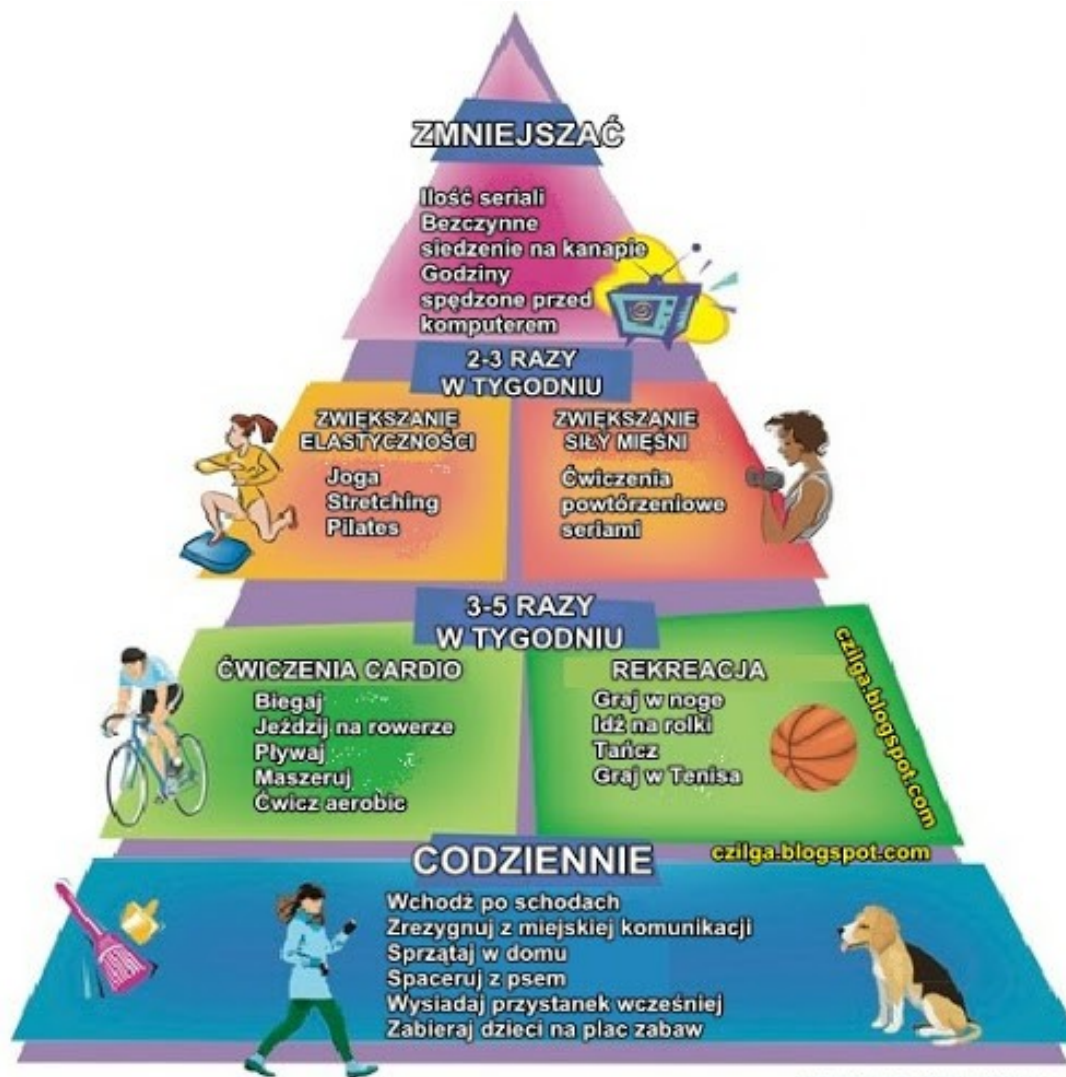 ZMNIEJSZAĆ
Ilość seriali
Bezczynne
siedzenie na kanapie
Godziny
spędzone przed
komputerem
2-3 RAZY
W TYGODNIU
ZWIĘKSZANIE
ELASTYCZNOŚCI
Joga
Stretching
Pilates
ZWIĘKSZANIE
SIŁY MIĘŚNI
Ćwiczenia
powtórzeniowe
seriami
3-5 RAZY
W TYGODNIU
ĆWICZENIA CARDIO
Biegaj
Jeździj na rowerze
Pływaj
Maszeruj
Ćwicz aerobic
REKREACJA
Graj w noge
Idź na rolki
Tańcz
Graj w Tenisa
czilga.blogspot.com
czilga.blogspot.com
CODZIENNIE
Wchodź po schodach
Zrezygnuj z miejskiej komunikacji
Sprzątaj w domu
Spaceruj z psem
Wysiadaj przystanek wcześniej
Zabieraj dzieci na plac zabaw